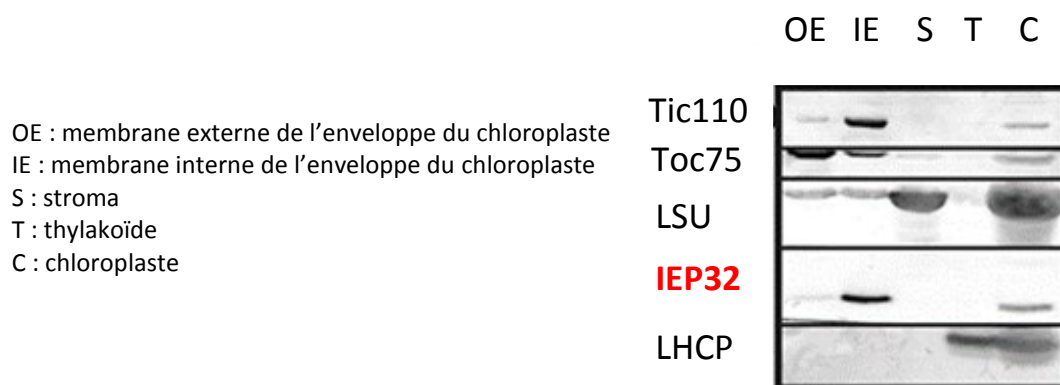 OE IE S T C
Tic110
Toc75
LSU
IEP32
LHCP
OE : membrane externe de l’enveloppe du chloroplaste
IE : membrane interne de l’enveloppe du chloroplaste
S : stroma
T : thylakoïde
C : chloroplaste